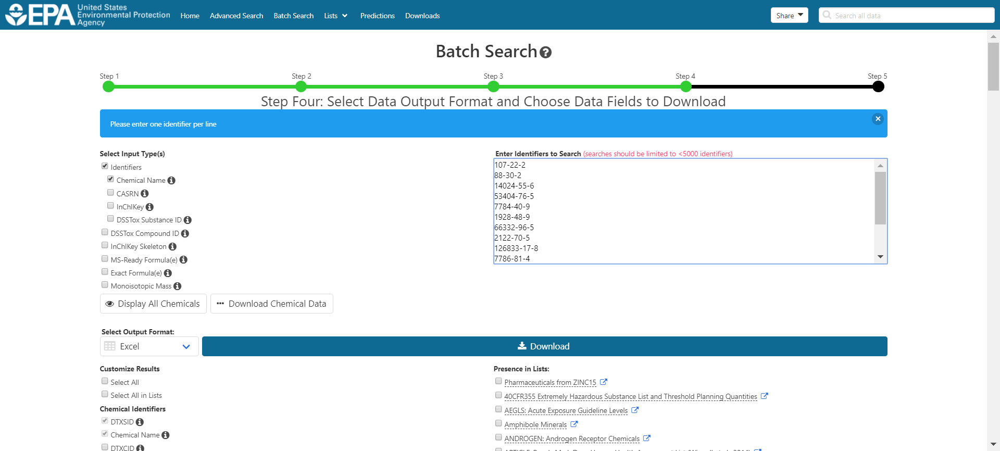 EPA United States
Environmental Protection
Agency
Home Advanced Search Batch Search Lists Predictions Downloads Share Search all data
Batch Search
Step 1 Step 2 Step 3 Step 4 Step 5
Step Four: Select Data Output Format and Choose Data Fields to Download
Please enter one identifier per line
Select Input Type(s)
Identifiers
Chemical Name
CASRN
InChIKey
DSSTox Substance ID
DSSTox Compound ID
InChIKey Skeleton
MS-Ready Formula(e)
Exact Formula(e)
Monoisotopic Mass
Enter Identifiers to Search (searches should be limited to <5000 identifiers)
107-22-2
88-30-2
14024-55-6
53404-76-5
7784-40-9
1928-48-9
66332-96-5
2122-70-5
126833-17-8
7786-81-4
Display All Chemicals Download Chemical Data
Select Output Format:
Excel Download
Customize Results
Select All
Select All in Lists
Chemical Identifiers
DTXSID
Chemical Name
DTXCID
Presence in Lists:
Pharmaceuticals from ZINC15
40CFR355 Extremely Hazardous Substance List and Threshold Planning Quantities
AEGLS: Acute Exposure Guideline Levels
Amphibole Minerals
ANDROGEN: Androgen Receptor Chemicals